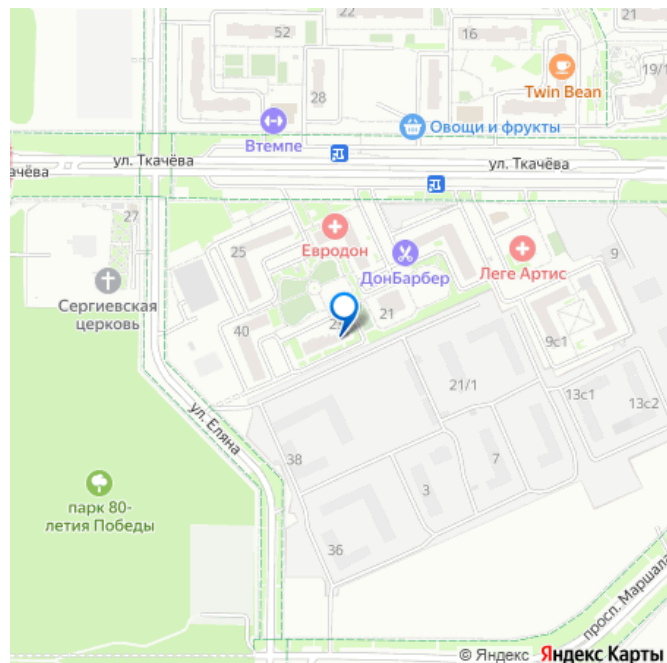 22
21
52
16
19/1
28
Twin Bean
Втемпе
Овощи и фрукты
ул. Ткачёва
ул. Ткачёва
27
25
Евродон
ДонБарбер
Леге Артис
9
Сергиевская
церковь
40
21
9с1
21/1
13с1
13с2
ул. Еляна
38
7
3
парк 80-
летия Победы
36
просп. Маршала
© Яндекс Яндекс Карты